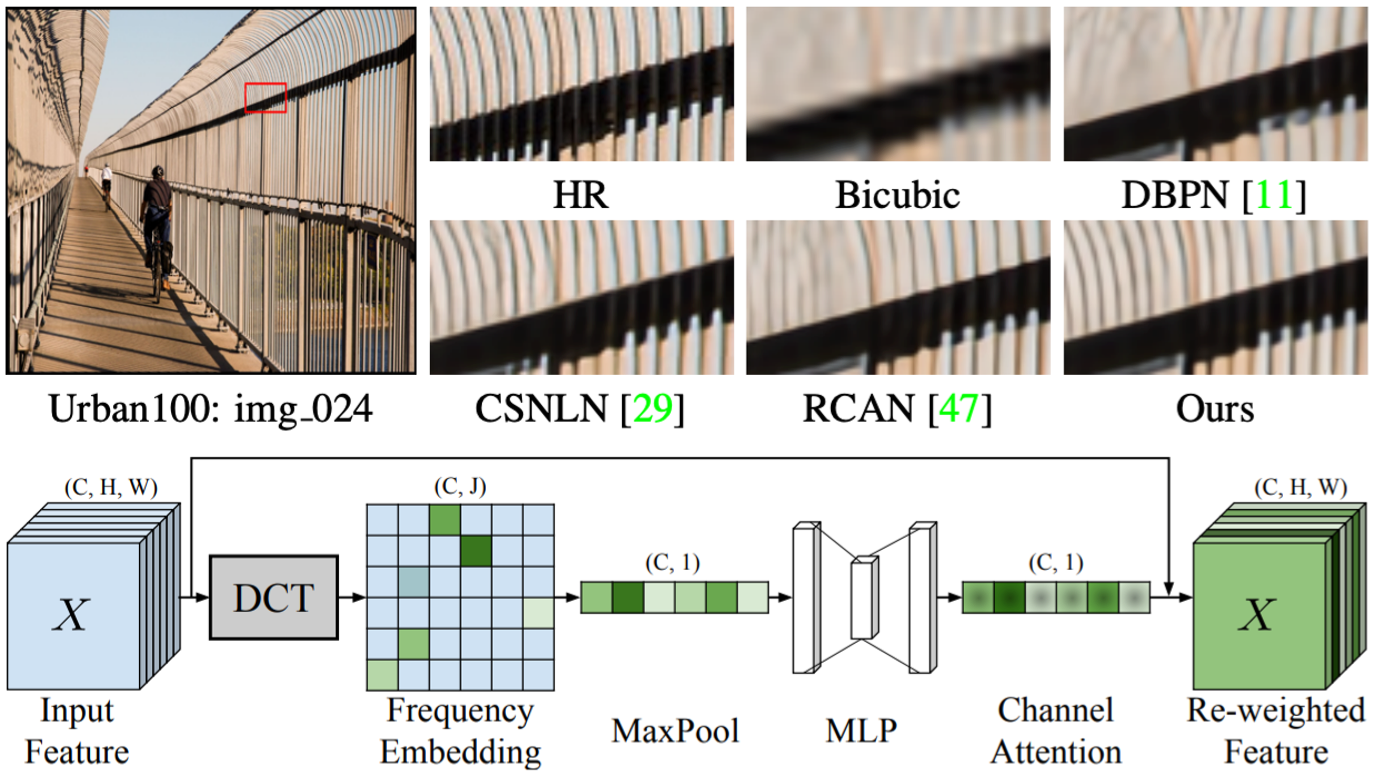 HR
Bicubic
DBPN [11]
Urban100: img_024
CSNLN [29]
RCAN [47]
Ours
(C, H, W)
(C, J)
(C, 1)
(C, 1)
(C, H, W)
X
DCT
X
Input
Feature
Frequency
Embedding
MaxPool
MLP
Channel
Attention
Re-weighted
Feature